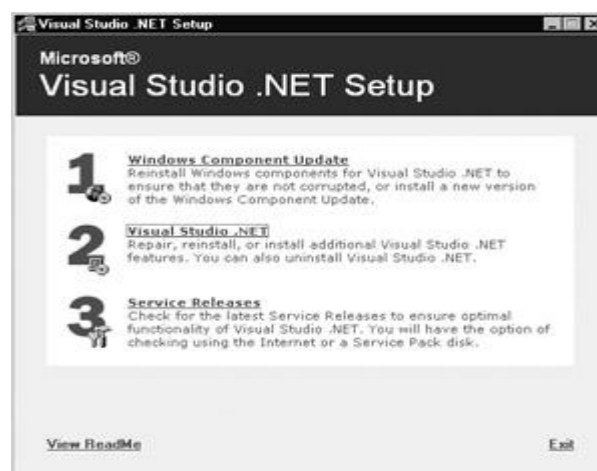 Visual Studio .NET Setup
Microsoft®
Visual Studio .NET Setup
1
Windows Component Update
Reinstall Windows components for Visual Studio .NET to
ensure that they are not corrupted, or install a new version
of the Windows Component Update.
2
Visual Studio .NET
Repair, reinstall, or install additional Visual Studio .NET
features. You can also uninstall Visual Studio .NET.
3
Service Releases
Check for the latest Service Releases to ensure optimal
functionality of Visual Studio .NET. You will have the option of
checking using the Internet or a Service Pack disk.
View ReadMe
Exit